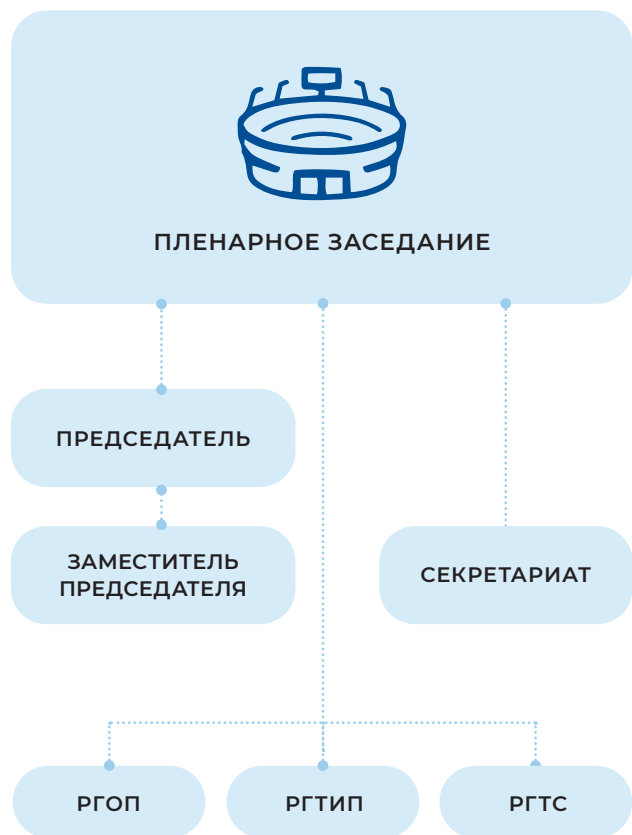 ПЛЕНАРНОЕ ЗАСЕДАНИЕ
ПРЕДСЕДАТЕЛЬ
ЗАМЕСТИТЕЛЬ
ПРЕДСЕДАТЕЛЯ
СЕКРЕТАРИАТ
РГОП
РГТИП
РГТС